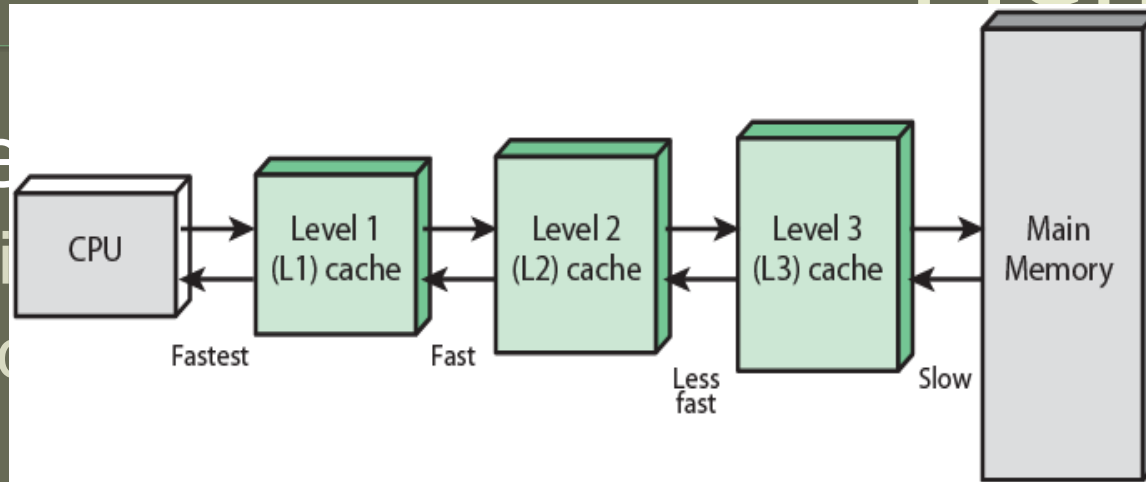 CPU
Level 1
(L1) cache
Level 2
(L2) cache
Level 3
(L3) cache
Main
Memory
Fastest
Fast
Less
fast
Slow